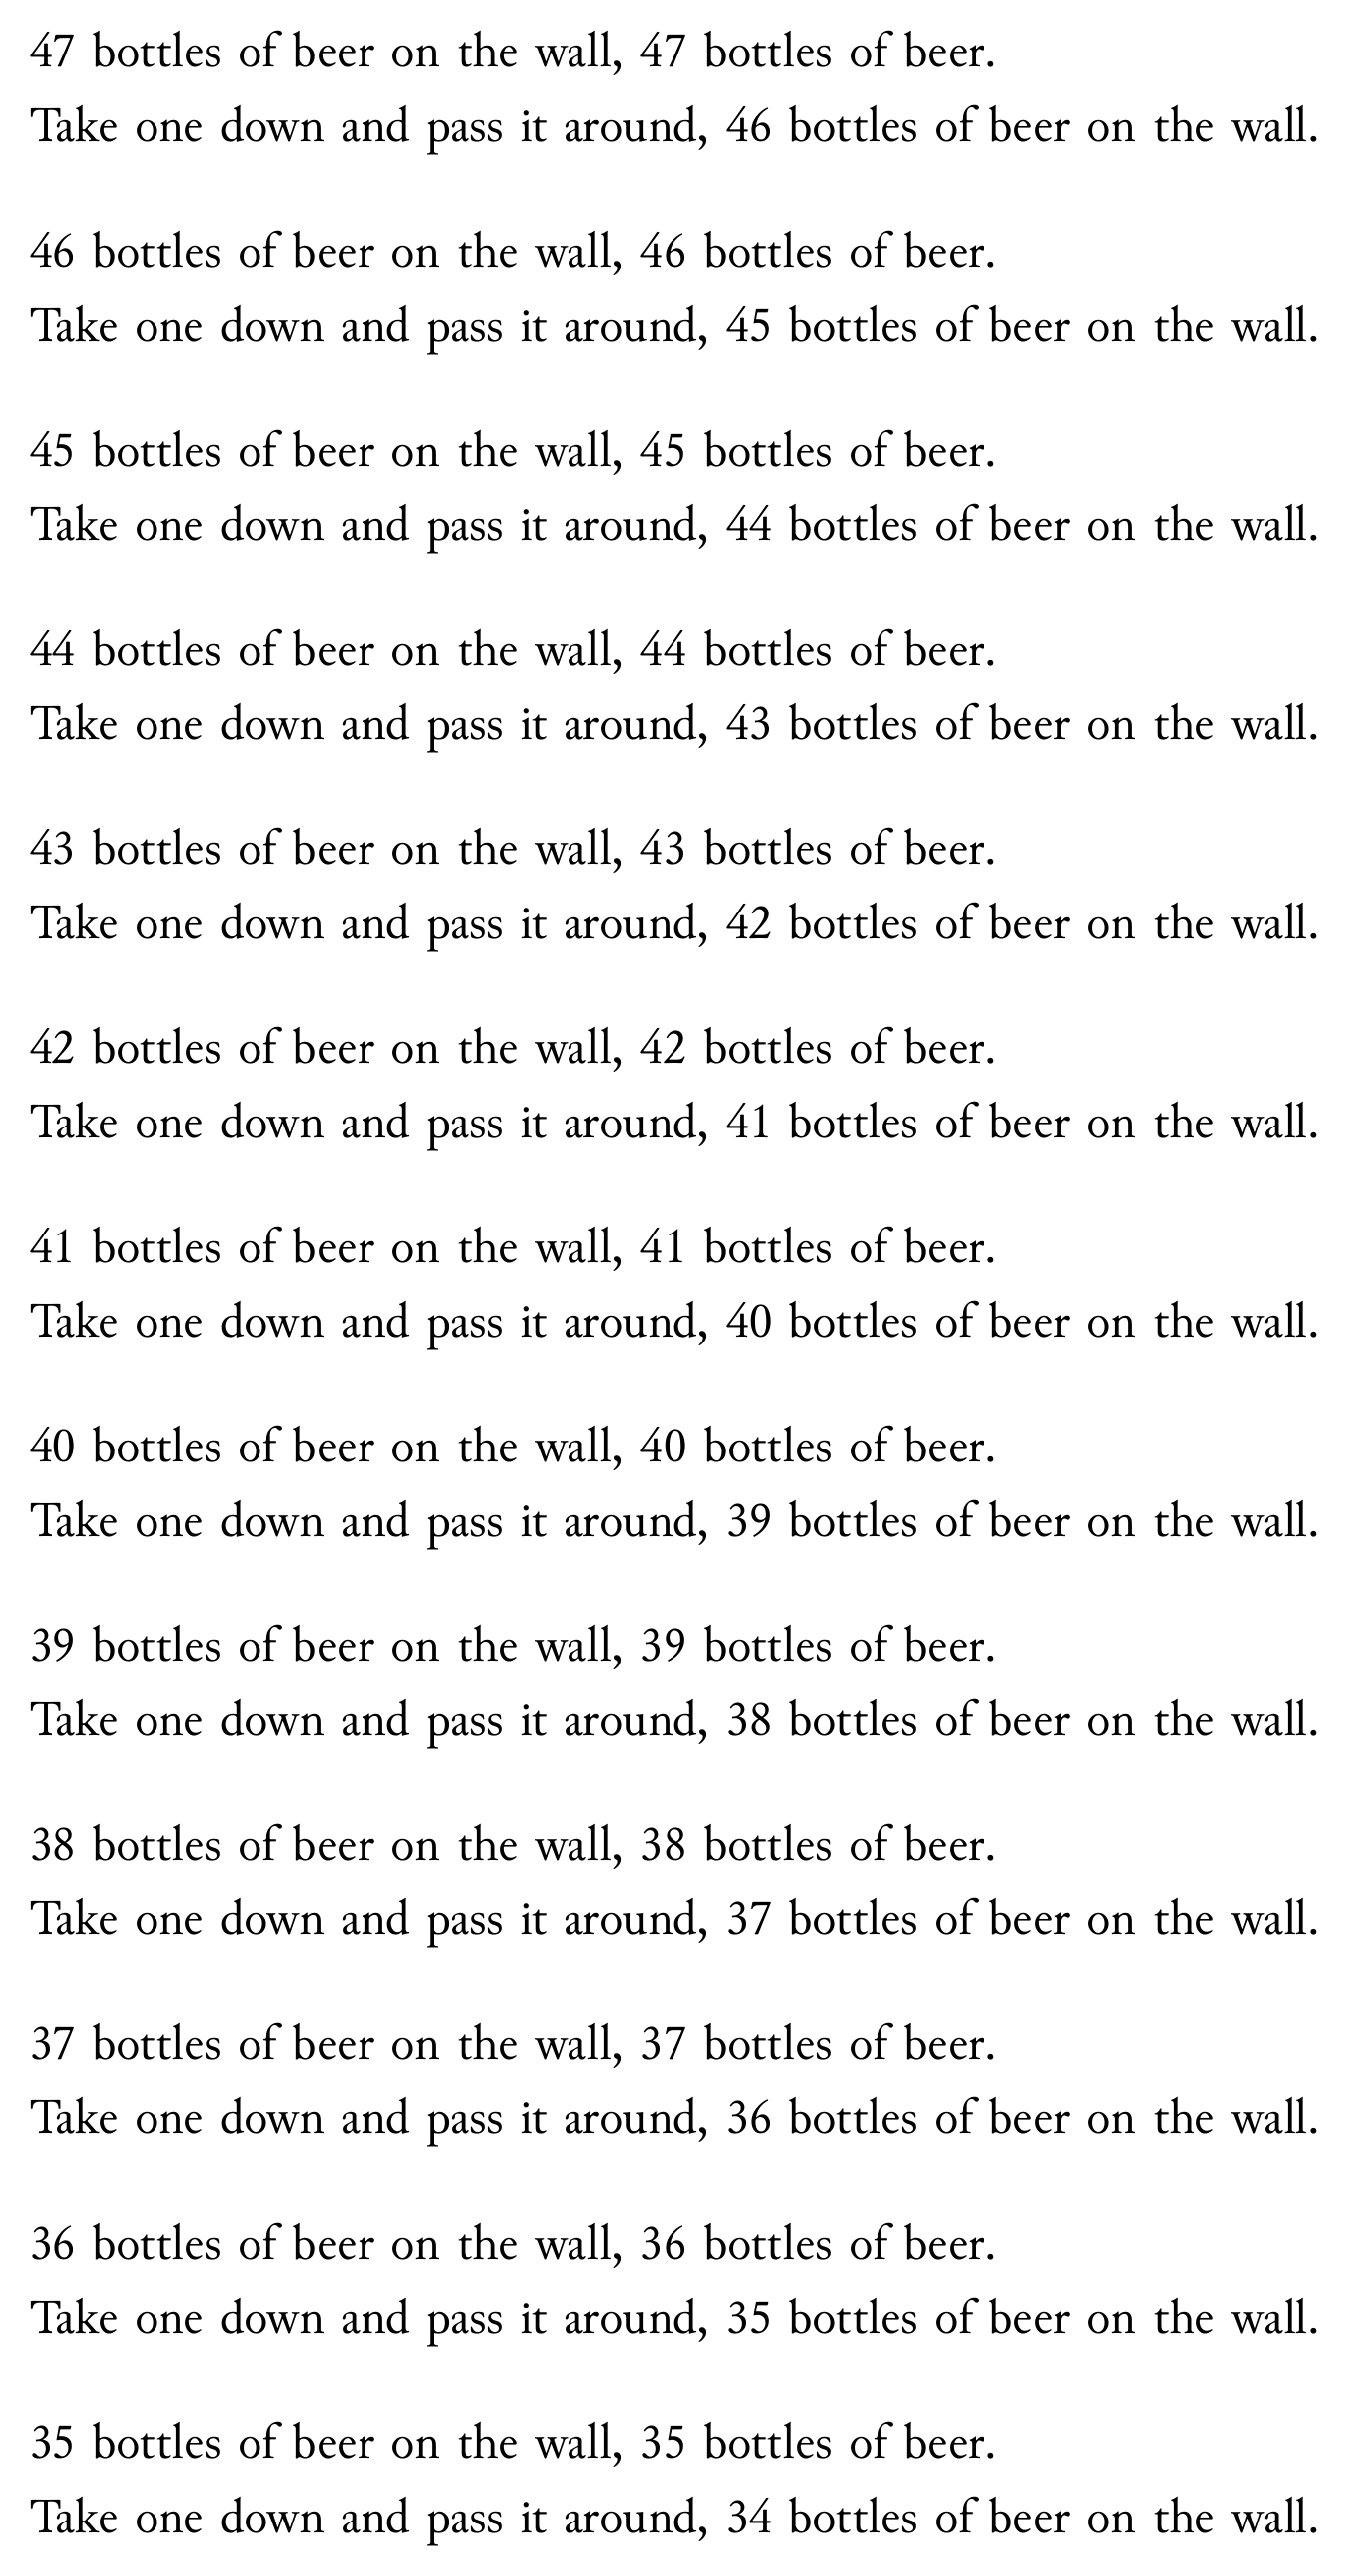 47 bottles of beer on the wall, 47 bottles of beer.
Take one down and pass it around, 46 bottles of beer on the wall.
46 bottles of beer on the wall, 46 bottles of beer.
Take one down and pass it around, 45 bottles of beer on the wall.
45 bottles of beer on the wall, 45 bottles of beer.
Take one down and pass it around, 44 bottles of beer on the wall.
44 bottles of beer on the wall, 44 bottles of beer.
Take one down and pass it around, 43 bottles of beer on the wall.
43 bottles of beer on the wall, 43 bottles of beer.
Take one down and pass it around, 42 bottles of beer on the wall.
42 bottles of beer on the wall, 42 bottles of beer.
Take one down and pass it around, 41 bottles of beer on the wall.
41 bottles of beer on the wall, 41 bottles of beer.
Take one down and pass it around, 40 bottles of beer on the wall.
40 bottles of beer on the wall, 40 bottles of beer.
Take one down and pass it around, 39 bottles of beer on the wall.
39 bottles of beer on the wall, 39 bottles of beer.
Take one down and pass it around, 38 bottles of beer on the wall.
38 bottles of beer on the wall, 38 bottles of beer.
Take one down and pass it around, 37 bottles of beer on the wall.
37 bottles of beer on the wall, 37 bottles of beer.
Take one down and pass it around, 36 bottles of beer on the wall.
36 bottles of beer on the wall, 36 bottles of beer.
Take one down and pass it around, 35 bottles of beer on the wall.
35 bottles of beer on the wall, 35 bottles of beer.
Take one down and pass it around, 34 bottles of beer on the wall.